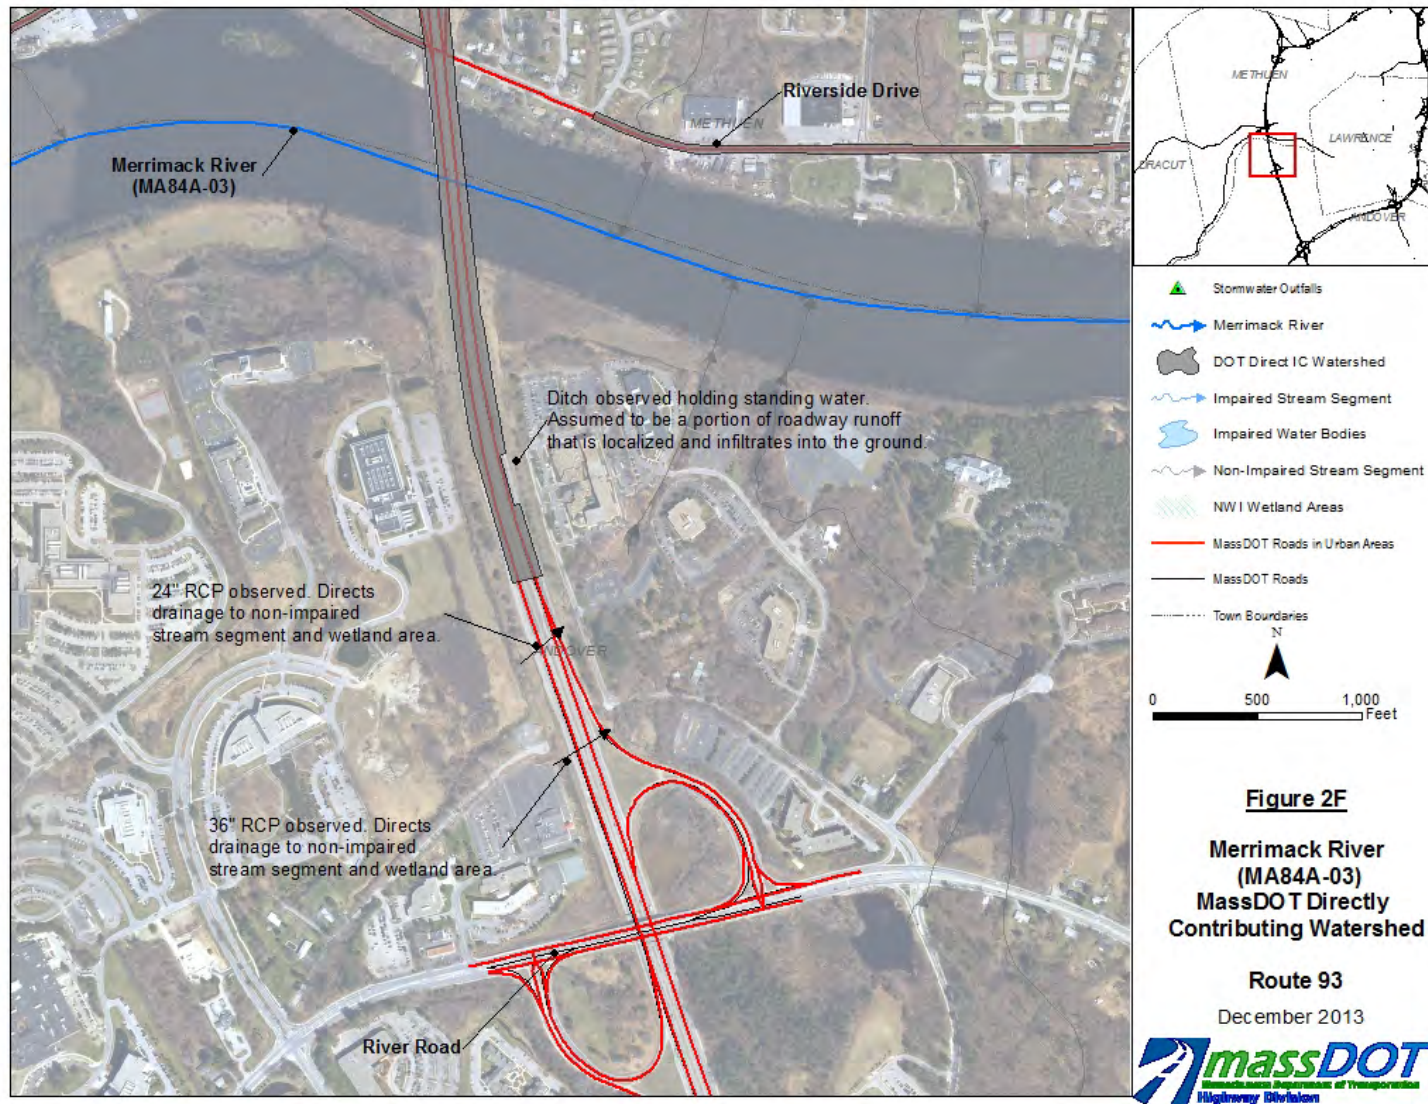 Riverside Drive
METHUEN
Merrimack River
(MA84A-03)
Ditch observed holding standing water.
Assumed to be a portion of roadway runoff
that is localized and infiltrates into the ground.
24" RCP observed. Directs
drainage to non-impaired
stream segment and wetland area.
NDOVER
36" RCP observed. Directs
drainage to non-impaired
stream segment and wetland area.
River Road
METHUEN
LAWRENCE
DRACUT
ANDOVER
Stormwater Outfalls
Merrimack River
DOT Direct IC Watershed
Impaired Stream Segment
Impaired Water Bodies
Non-Impaired Stream Segment
NWI Wetland Areas
MassDOT Roads in Urban Areas
MassDOT Roads
Town Boundaries
N
0 500 1,000
Feet
Figure 2F
Merrimack River
(MA84A-03)
MassDOT Directly
Contributing Watershed
Route 93
December 2013
massDOT
Massachusetts Department of Transportation
Highway Division